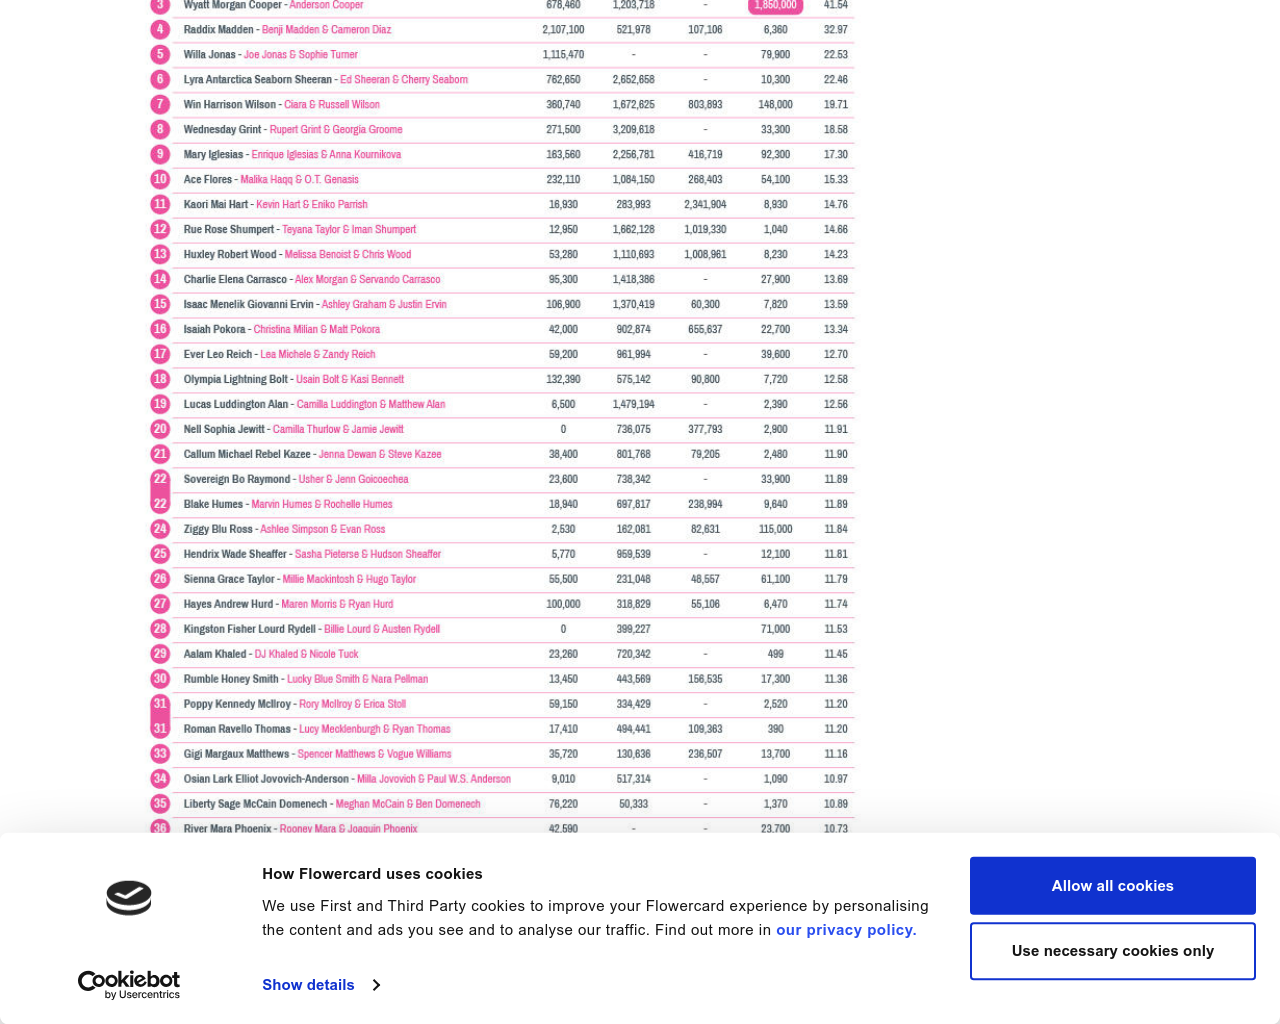 3 Wyatt Morgan Cooper - Anderson Cooper 678,460 1,203,718 - 1,850,000 41.54
4 Raddix Madden - Benji Madden & Cameron Diaz 2,107,100 521,978 107,106 6,360 32.97
5 Willa Jonas - Joe Jonas & Sophie Turner 1,115,470 - - 79,900 22.53
6 Lyra Antarctica Seaborn Sheeran - Ed Sheeran & Cherry Seaborn 762,650 2,652,658 - 10,300 22.46
7 Win Harrison Wilson - Ciara & Russell Wilson 360,740 1,672,625 803,893 148,000 19.71
8 Wednesday Grint - Rupert Grint & Georgia Groome 271,500 3,209,618 - 33,300 18.58
9 Mary Iglesias - Enrique Iglesias & Anna Kournikova 163,560 2,256,781 416,719 92,300 17.30
10 Ace Flores - Malika Haqq & O.T. Genasis 232,110 1,084,150 268,403 54,100 15.33
11 Kaori Mai Hart - Kevin Hart & Eniko Parrish 16,930 283,993 2,341,904 8,930 14.76
12 Rue Rose Shumpert - Teyana Taylor & Iman Shumpert 12,950 1,662,128 1,019,330 1,040 14.66
13 Huxley Robert Wood - Melissa Benoist & Chris Wood 53,280 1,110,693 1,008,961 8,230 14.23
14 Charlie Elena Carrasco - Alex Morgan & Servando Carrasco 95,300 1,418,386 - 27,900 13.69
15 Isaac Menelik Giovanni Ervin - Ashley Graham & Justin Ervin 106,900 1,370,419 60,300 7,820 13.59
16 Isaiah Pokora - Christina Milian & Matt Pokora 42,000 902,874 655,637 22,700 13.34
17 Ever Leo Reich - Lea Michele & Zandy Reich 59,200 961,994 - 39,600 12.70
18 Olympia Lightning Bolt - Usain Bolt & Kasi Bennett 132,390 575,142 90,800 7,720 12.58
19 Lucas Luddington Alan - Camilla Luddington & Matthew Alan 6,500 1,479,194 - 2,390 12.56
20 Nell Sophia Jewitt - Camilla Thurlow & Jamie Jewitt 0 736,075 377,793 2,900 11.91
21 Callum Michael Rebel Kazee - Jenna Dewan & Steve Kazee 38,400 801,768 79,205 2,480 11.90
22 Sovereign Bo Raymond - Usher & Jenn Goicoechea 23,600 738,342 - 33,900 11.89
22 Blake Humes - Marvin Humes & Rochelle Humes 18,940 697,817 238,994 9,640 11.89
24 Ziggy Blu Ross - Ashlee Simpson & Evan Ross 2,530 162,081 82,631 115,000 11.84
25 Hendrix Wade Sheaffer - Sasha Pieterse & Hudson Sheaffer 5,770 959,539 - 12,100 11.81
26 Sienna Grace Taylor - Millie Mackintosh & Hugo Taylor 55,500 231,048 48,557 61,100 11.79
27 Hayes Andrew Hurd - Maren Morris & Ryan Hurd 100,000 318,829 55,106 6,470 11.74
28 Kingston Fisher Lourd Rydell - Billie Lourd & Austen Rydell 0 399,227 71,000 11.53
29 Aalam Khaled - DJ Khaled & Nicole Tuck 23,260 720,342 - 499 11.45
30 Rumble Honey Smith - Lucky Blue Smith & Nara Pellman 13,450 443,569 156,535 17,300 11.36
31 Poppy Kennedy McIlroy - Rory McIlroy & Erica Stoll 59,150 334,429 - 2,520 11.20
31 Roman Ravello Thomas - Lucy Mecklenburgh & Ryan Thomas 17,410 494,441 109,363 390 11.20
33 Gigi Margaux Matthews - Spencer Matthews & Vogue Williams 35,720 130,636 236,507 13,700 11.16
34 Osian Lark Elliot Jovovich-Anderson - Milla Jovovich & Paul W.S. Anderson 9,010 517,314 - 1,090 10.97
35 Liberty Sage McCain Domenech - Meghan McCain & Ben Domenech 76,220 50,333 - 1,370 10.89
36 River Mara Phoenix - Rooney Mara & Joaquin Phoenix 42,590 - - 23,700 10.73
How Flowercard uses cookies
We use First and Third Party cookies to improve your Flowercard experience by personalising
the content and ads you see and to analyse our traffic. Find out more in our privacy policy.
Show details
Allow all cookies
Use necessary cookies only
Cookiebot
by Usercentrics